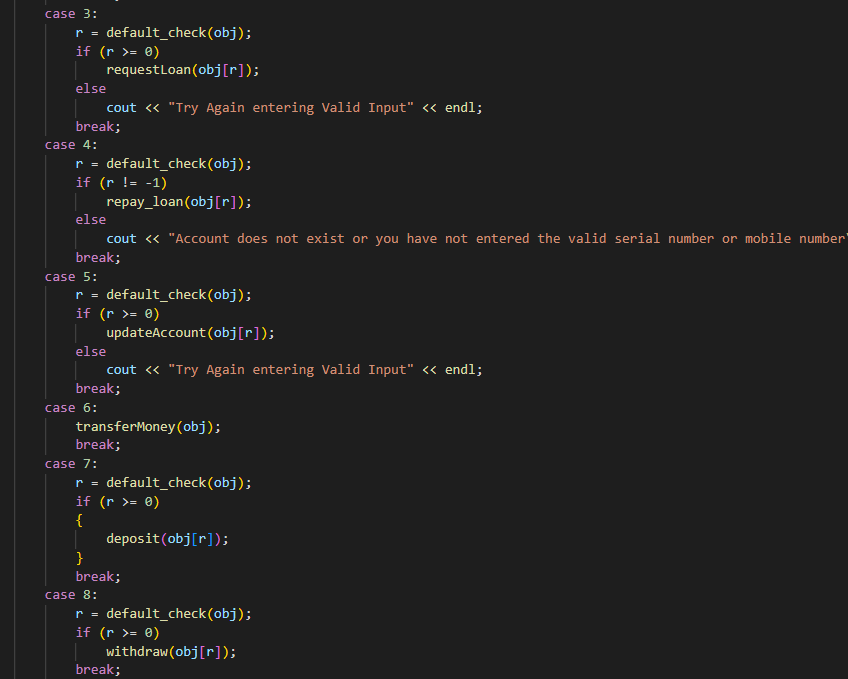 case 3:
r = default_check(obj);
if (r >= 0)
requestLoan(obj[r]);
else
cout << "Try Again entering Valid Input" << endl;
break;
case 4:
r = default_check(obj);
if (r != -1)
repay_loan(obj[r]);
else
cout << "Account does not exist or you have not entered the valid serial number or mobile number"
break;
case 5:
r = default_check(obj);
if (r >= 0)
updateAccount(obj[r]);
else
cout << "Try Again entering Valid Input" << endl;
break;
case 6:
transferMoney(obj);
break;
case 7:
r = default_check(obj);
if (r >= 0)
{
deposit(obj[r]);
}
break;
case 8:
r = default_check(obj);
if (r >= 0)
withdraw(obj[r]);
break;